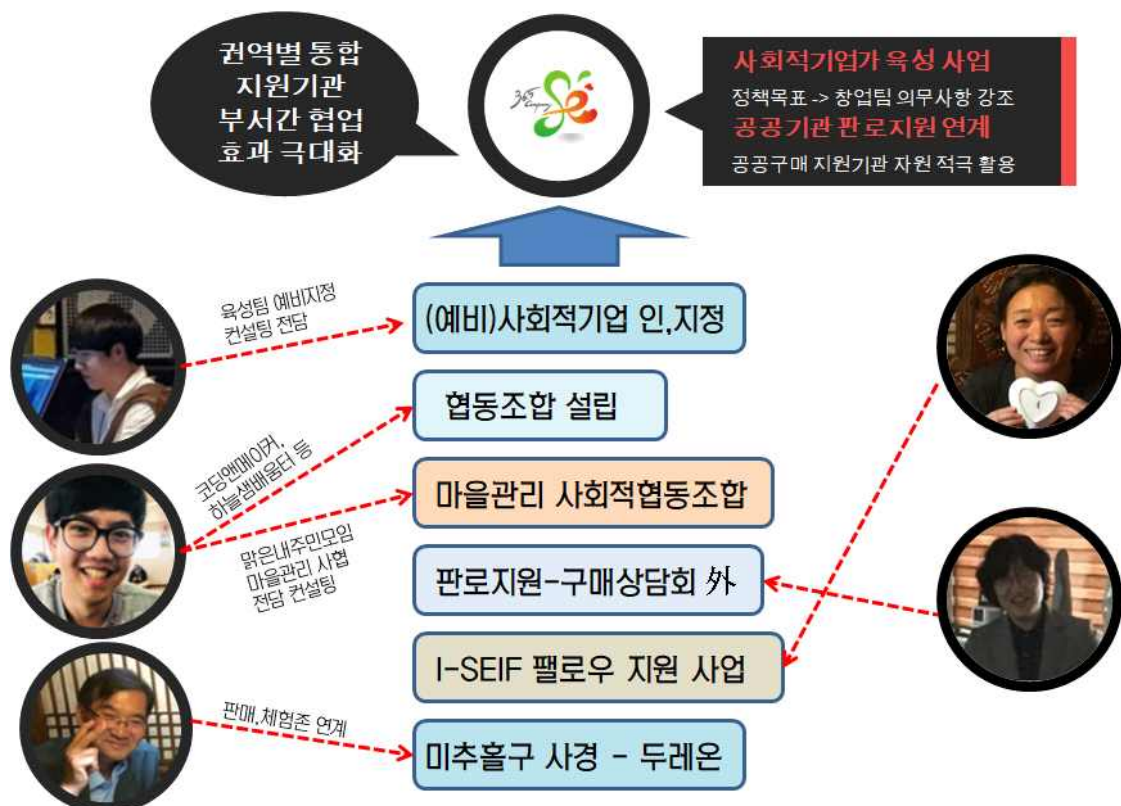 권역별 통합
지원기관
부서간 협업
효과 극대화
365
Company
사회적기업가 육성 사업
정책목표 -> 창업팀 의무사항 강조
공공기관 판로지원 연계
공공구매 지원기관 자원 적극 활용
육성팀 예비지정
컨설팅 전담
(예비)사회적기업 인,지정
협동조합 설립
코딩앤메이커,
하늘샘배움터 등
마을관리 사회적협동조합
맑은내주민모임
마을관리 사협
전담 컨설팅
판로지원-구매상담회 外
I-SEIF 팰로우 지원 사업
판매,체험존 연계
미추홀구 사경 - 두레온